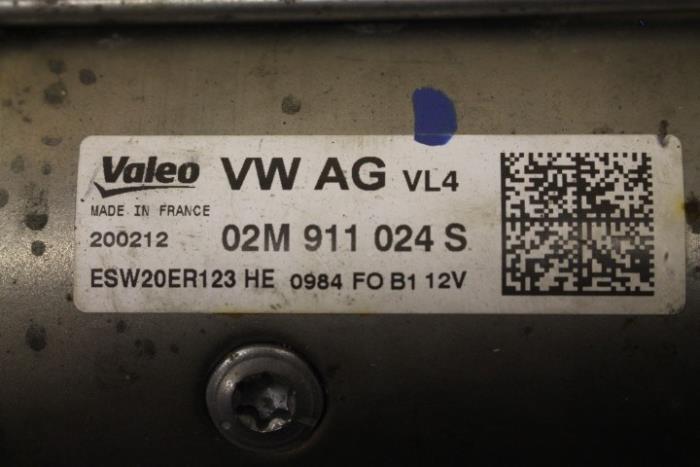 Valeo VW AG VL4
MADE IN FRANCE
200212 02M 911 024 S
ESW20ER123 HE 0984 FO B1 12V